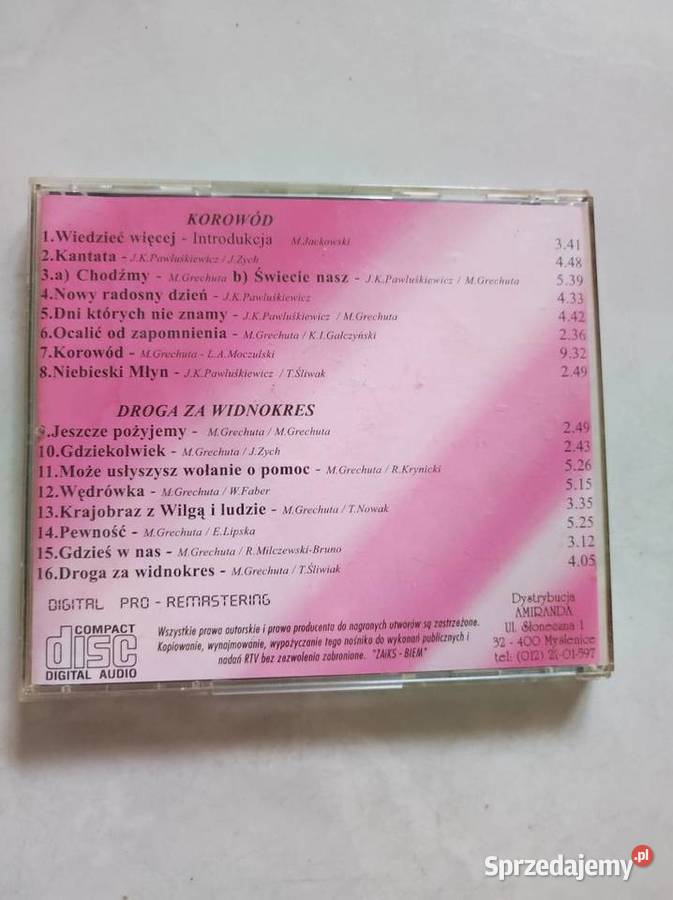 KOROWÓD
1.Wiedzieć więcej - Introdukcja M.Jackowski 3.41
2.Kantata - J.K.Pawluśkiewicz / J.Zych 4.48
3.a) Chodźmy - M.Grechuta b) Świecie nasz - J.K.Pawluśkiewicz / M.Grechuta 5.39
4.Nowy radosny dzień - J.K.Pawluśkiewicz 4.33
5.Dni których nie znamy - J.K.Pawluśkiewicz / M.Grechuta 4.42
6.Ocalić od zapomnienia - M.Grechuta / K.I.Gałczyński 2.36
7.Korowód - M.Grechuta - L.A.Moczulski 9.32
8.Niebieski Młyn - J.K.Pawluśkiewicz / T.Śliwak 2.49
DROGA ZA WIDNOKRES
9.Jeszcze pożyjemy - M.Grechuta / M.Grechuta 2.49
10.Gdziekolwiek - M.Grechuta / J.Zych 2.43
11.Może usłyszysz wołanie o pomoc - M.Grechuta / R.Krynicki 5.26
12.Wędrówka - M.Grechuta / W.Faber 5.15
13.Krajobraz z Wilgą i ludzie - M.Grechuta / T.Nowak 3.35
14.Pewność - M.Grechuta / E.Lipska 5.25
15.Gdzieś w nas - M.Grechuta / R.Milczewski-Bruno 3.12
16.Droga za widnokres - M.Grechuta / T.Śliwiak 4.05
DIGITAL PRO - REMASTERING
COMPACT
disc
DIGITAL AUDIO
Wszystkie prawa autorskie i prawa producenta do nagranych utworów są zastrzeżone.
Kopiowanie, wynajmowanie, wypożyczanie tego nośnika do wykonań publicznych i
nadań RTV bez zezwolenia zabronione. "ZAiKS - BIEM"
Dystrybucja
AMIRANDA
Ul. Słoneczna 1
32 - 400 Myślenice
tel: (012) 21-01-597
Sprzedajemy.pl